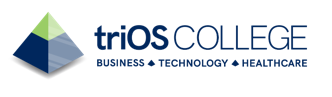 triOS COLLEGE
BUSINESS ♠ TECHNOLOGY ♠ HEALTHCARE